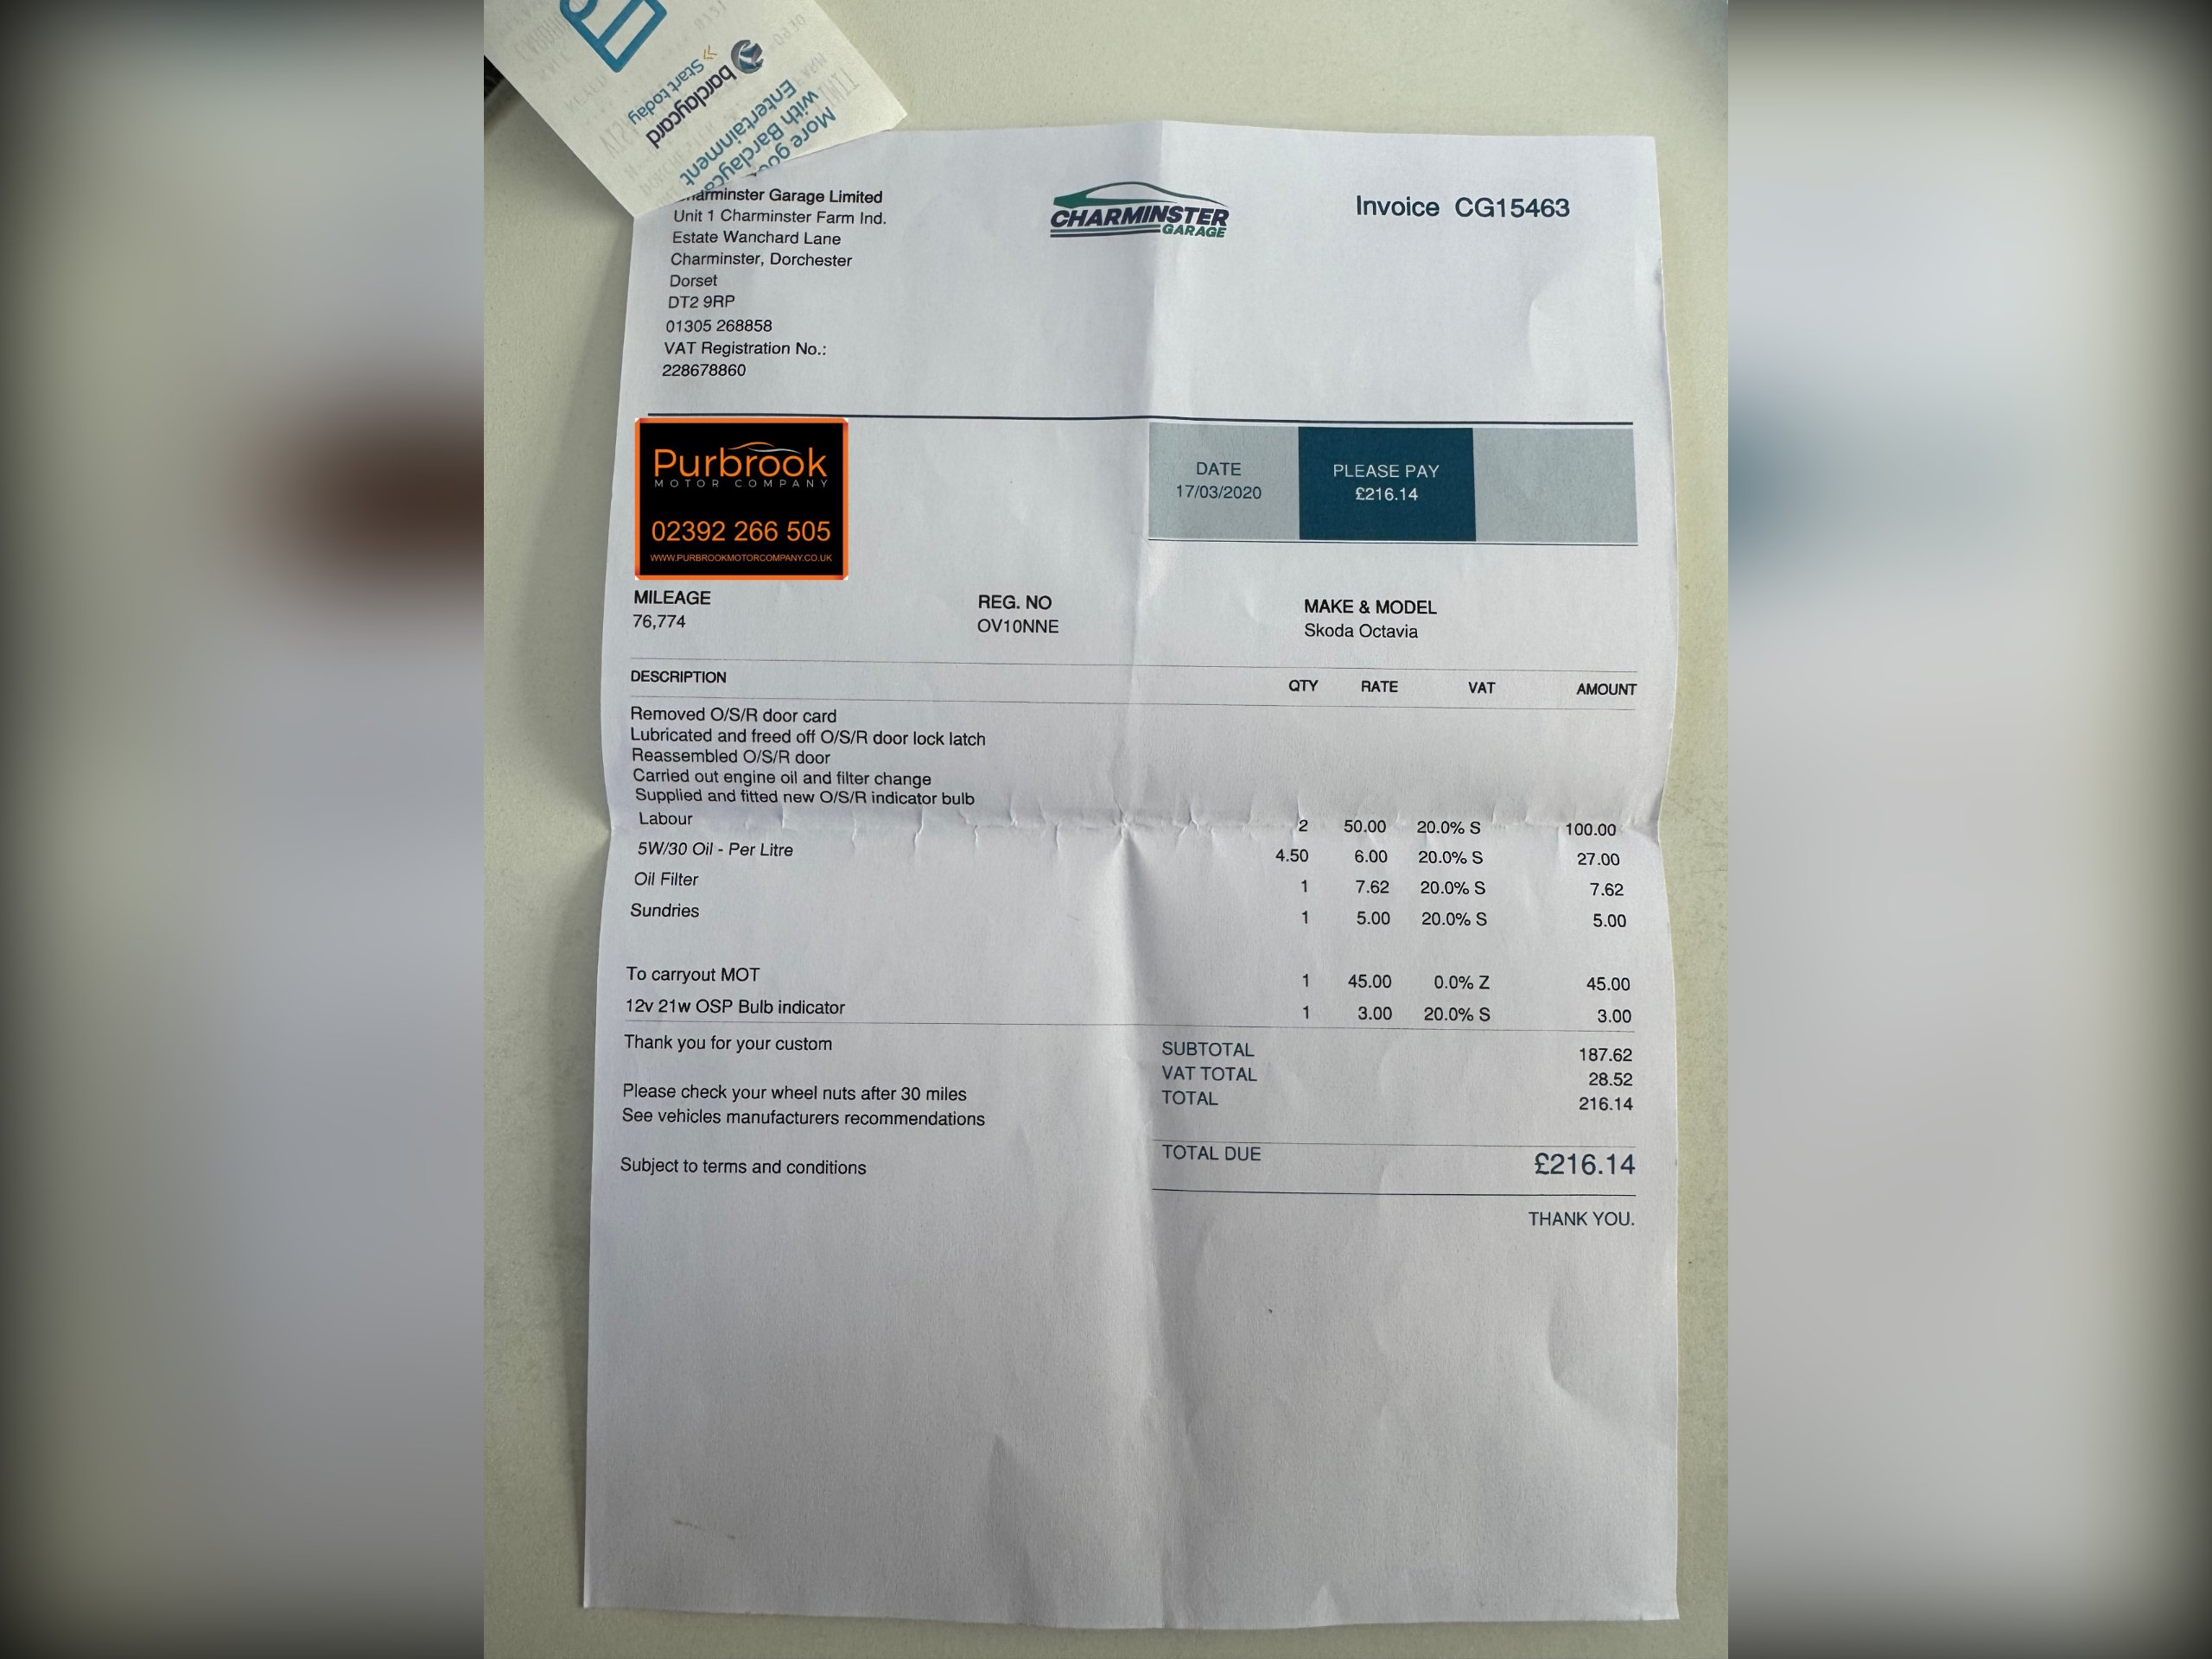 More
with Barclayc
Entertainment
barclaycard
Start today
arminster Garage Limited
Unit 1 Charminster Farm Ind.
Estate Wanchard Lane
Charminster, Dorchester
Dorset
DT2 9RP
01305 268858
VAT Registration No.:
228678860
CHARMINSTER
GARAGE
Invoice CG15463
Purbrook
MOTOR COMPANY
02392 266 505
WWW.PURBROOKMOTORCOMPANY.CO.UK
DATE
17/03/2020
PLEASE PAY
£216.14
MILEAGE
76,774
REG. NO
OV10NNE
MAKE & MODEL
Skoda Octavia
DESCRIPTION QTY RATE VAT AMOUNT
Removed O/S/R door card
Lubricated and freed off O/S/R door lock latch
Reassembled O/S/R door
Carried out engine oil and filter change
Supplied and fitted new O/S/R indicator bulb
Labour 2 50.00 20.0% S 100.00
5W/30 Oil - Per Litre 4.50 6.00 20.0% S 27.00
Oil Filter 1 7.62 20.0% S 7.62
Sundries 1 5.00 20.0% S 5.00
To carryout MOT 1 45.00 0.0% Z 45.00
12v 21w OSP Bulb indicator 1 3.00 20.0% S 3.00
Thank you for your custom
Please check your wheel nuts after 30 miles
See vehicles manufacturers recommendations
Subject to terms and conditions
SUBTOTAL 187.62
VAT TOTAL 28.52
TOTAL 216.14
TOTAL DUE £216.14
THANK YOU.